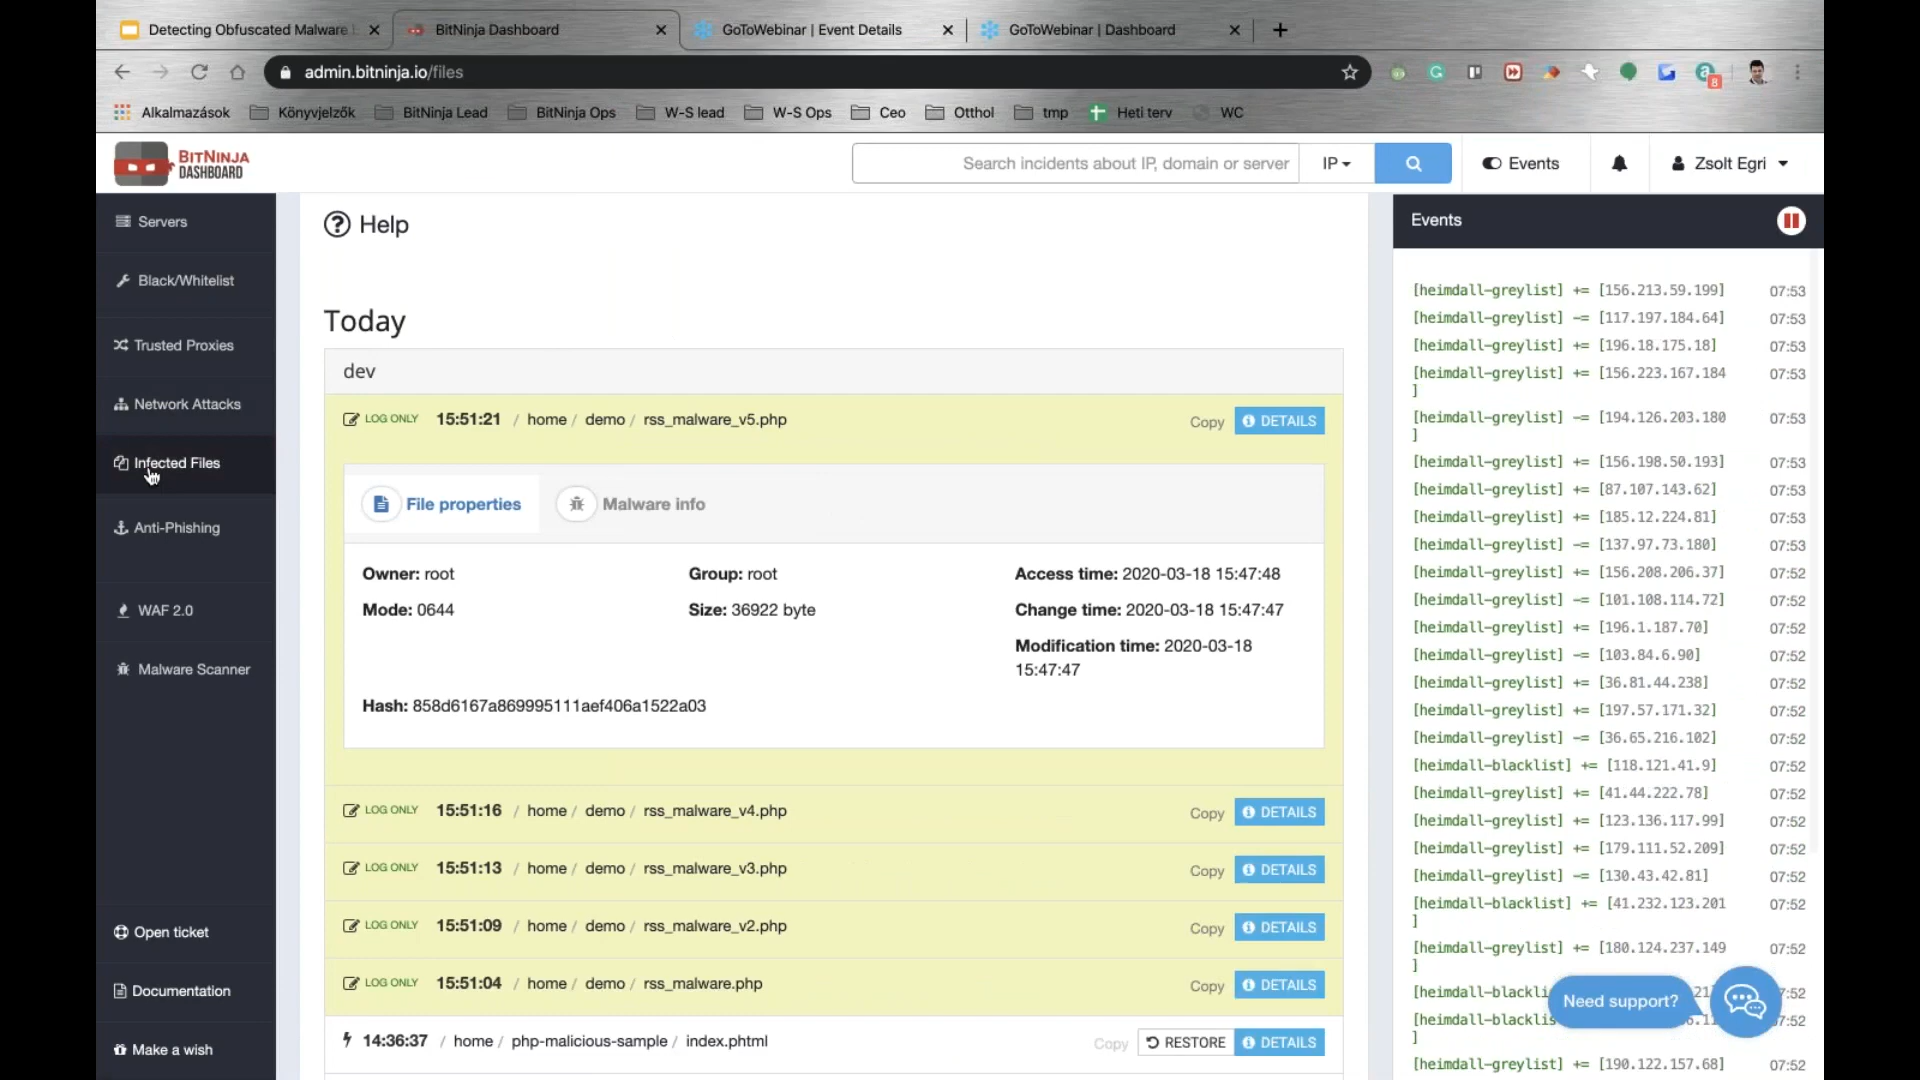 Detecting Obfuscated Malware
BitNinja Dashboard
GoToWebinar | Event Details
GoToWebinar | Dashboard
admin.bitninja.io/files
8
Alkalmazások
Könyvjelzők
BitNinja Lead
BitNinja Ops
W-S lead
W-S Ops
Ceo
Otthol
tmp
Heti terv
WC
BITNINJA
DASHBOARD
Search incidents about IP, domain or server
IP
Events
Zsolt Egri
Servers
Black/Whitelist
Trusted Proxies
Network Attacks
Infected Files
Anti-Phishing
WAF 2.0
Malware Scanner
Open ticket
Documentation
Make a wish
Help
Today
dev
LOG ONLY 15:51:21 / home / demo / rss_malware_v5.php Copy DETAILS
File properties
Malware info
Owner: root Group: root Access time: 2020-03-18 15:47:48
Mode: 0644 Size: 36922 byte Change time: 2020-03-18 15:47:47
Modification time: 2020-03-18
15:47:47
Hash: 858d6167a869995111aef406a1522a03
LOG ONLY 15:51:16 / home / demo / rss_malware_v4.php Copy DETAILS
LOG ONLY 15:51:13 / home / demo / rss_malware_v3.php Copy DETAILS
LOG ONLY 15:51:09 / home / demo / rss_malware_v2.php Copy DETAILS
LOG ONLY 15:51:04 / home / demo / rss_malware.php Copy DETAILS
14:36:37 / home / php-malicious-sample / index.phtml Copy RESTORE DETAILS
Events
[heimdall-greylist] += [156.213.59.199] 07:53
[heimdall-greylist] -= [117.197.184.64] 07:53
[heimdall-greylist] += [196.18.175.18] 07:53
[heimdall-greylist] += [156.223.167.184 07:53
]
[heimdall-greylist] -= [194.126.203.180 07:53
]
[heimdall-greylist] += [156.198.50.193] 07:53
[heimdall-greylist] += [87.107.143.62] 07:53
[heimdall-greylist] += [185.12.224.81] 07:53
[heimdall-greylist] -= [137.97.73.180] 07:53
[heimdall-greylist] += [156.208.206.37] 07:52
[heimdall-greylist] -= [101.108.114.72] 07:52
[heimdall-greylist] += [196.1.187.70] 07:52
[heimdall-greylist] -= [103.84.6.90] 07:52
[heimdall-greylist] += [36.81.44.238] 07:52
[heimdall-greylist] += [197.57.171.32] 07:52
[heimdall-greylist] -= [36.65.216.102] 07:52
[heimdall-blacklist] += [118.121.41.9] 07:52
[heimdall-greylist] += [41.44.222.78] 07:52
[heimdall-greylist] += [123.136.117.99] 07:52
[heimdall-greylist] += [179.111.52.209] 07:52
[heimdall-greylist] -= [130.43.42.81] 07:52
[heimdall-blacklist] += [41.232.123.201 07:52
]
[heimdall-greylist] += [180.124.237.149 07:52
]
[heimdall-blackli 7:52
[heimdall-blacklis 7:52
]
[heimdall-greylist] += [190.122.157.68] 07:52
Need support?